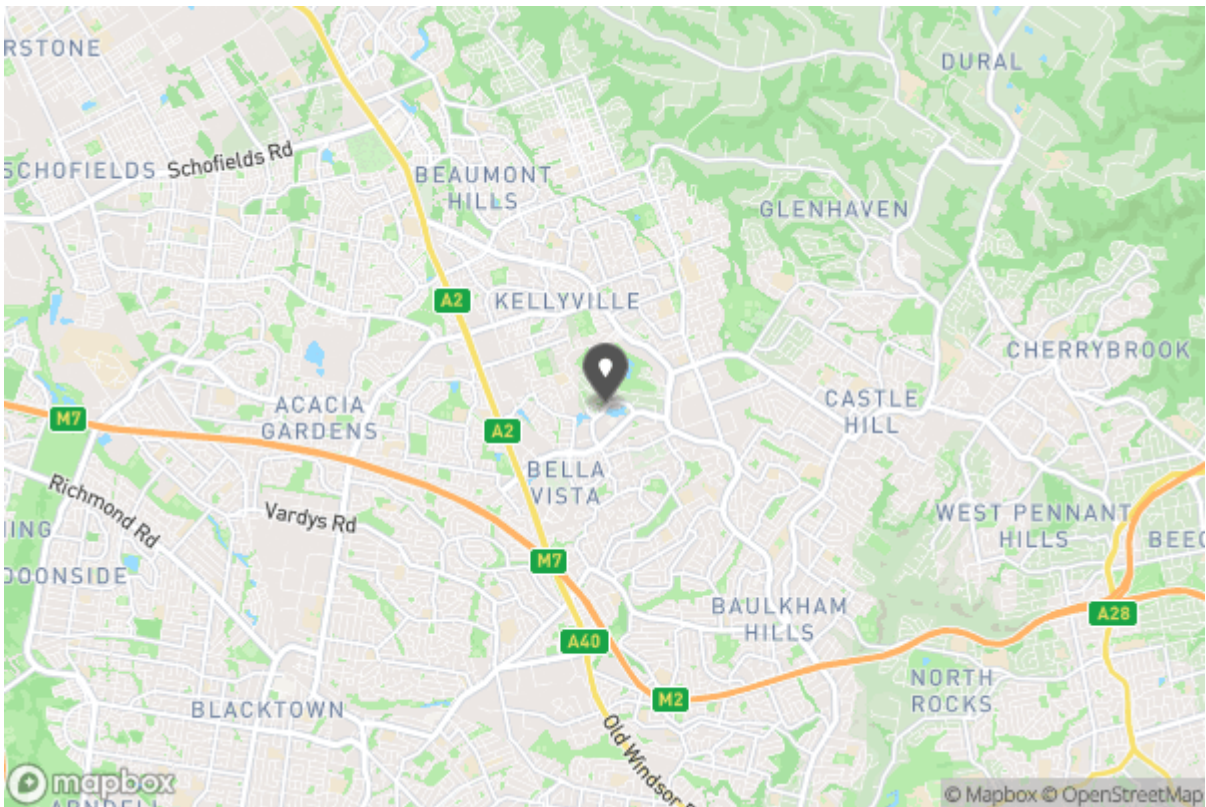 RSTONE
DURAL
SCHOFIELDS
Schofields Rd
BEAUMONT
HILLS
GLENHAVEN
A2
KELLYVILLE
CHERRYBROOK
M7
ACACIA
GARDENS
A2
CASTLE
HILL
BELLA
VISTA
Richmond Rd
Vardys Rd
WEST PENNANT
HILLS
ING
BEEC
DOONSIDE
M7
BAULKHAM
HILLS
A28
A40
NORTH
ROCKS
M2
BLACKTOWN
Old Windsor
mapbox
© Mapbox © OpenStreetMap